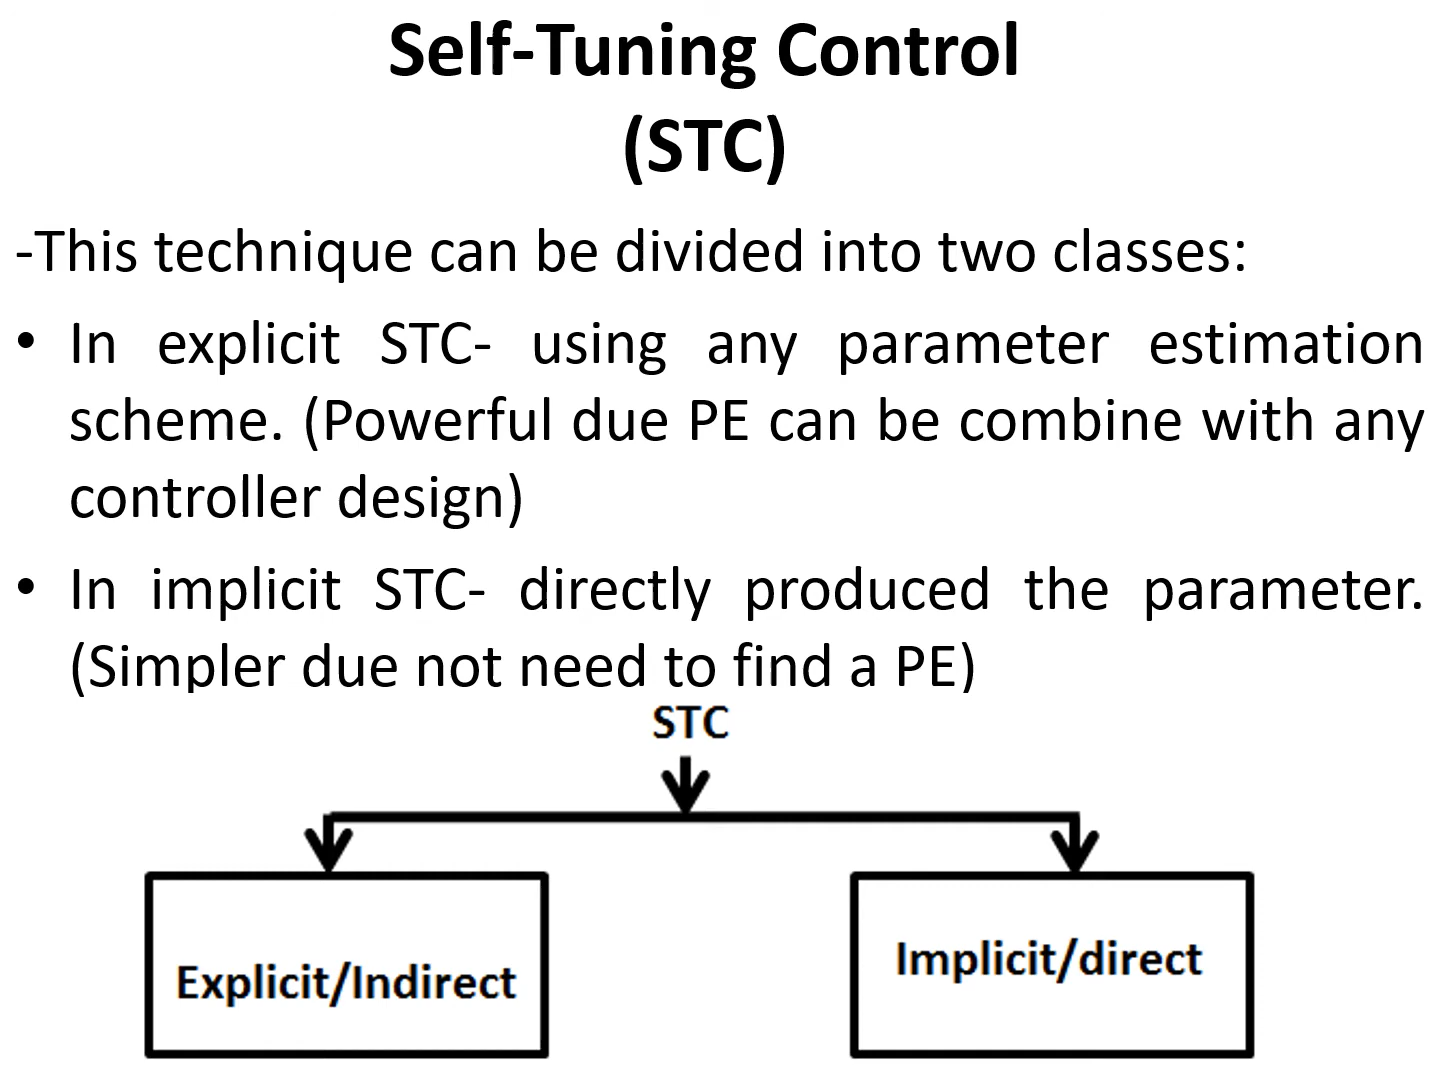 Self-Tuning Control
(STC)
-This technique can be divided into two classes:
• In explicit STC- using any parameter estimation
scheme. (Powerful due PE can be combine with any
controller design)
• In implicit STC- directly produced the parameter.
(Simpler due not need to find a PE)
STC
Explicit/Indirect
Implicit/direct